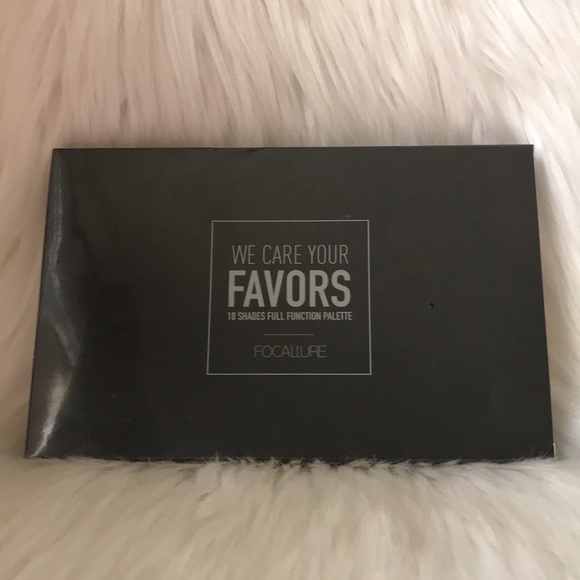 WE CARE YOUR
FAVORS
18 SHADES FULL FUNCTION PALETTE
FOCALLURE